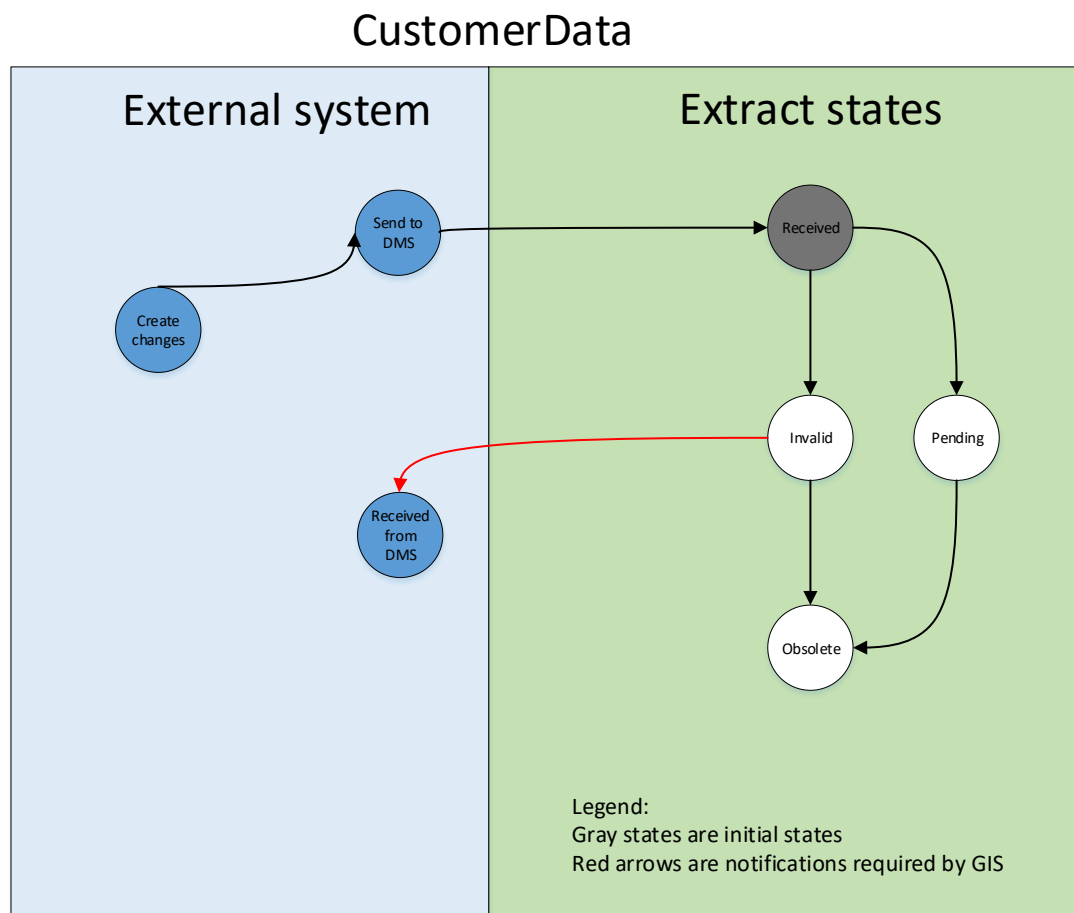 CustomerData
External system
Extract states
Send to
DMS
Received
Create
changes
Invalid
Pending
Received
from
DMS
Obsolete
Legend:
Gray states are initial states
Red arrows are notifications required by GIS